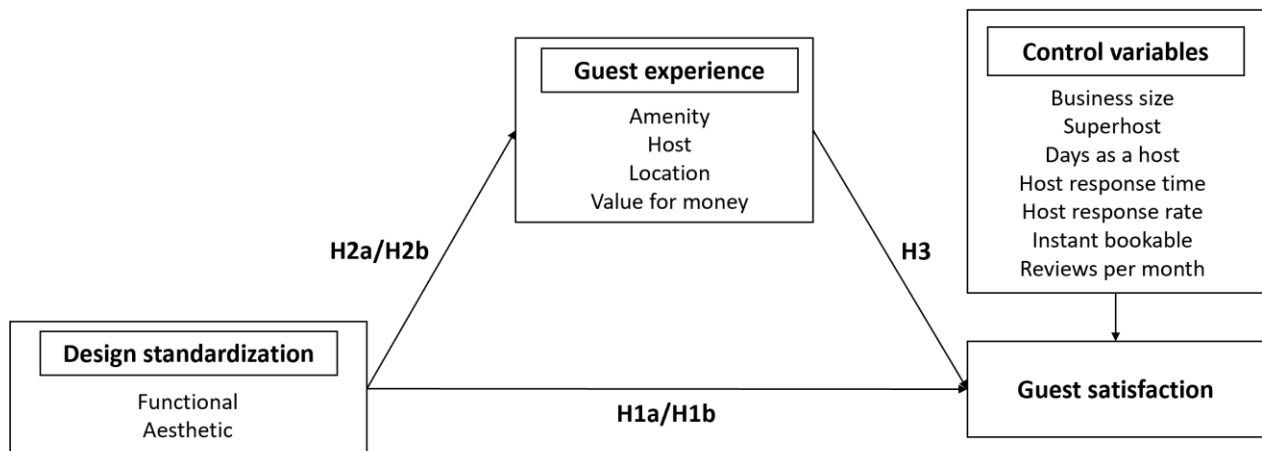 Guest experience
Amenity
Host
Location
Value for money
Control variables
Business size
Superhost
Days as a host
Host response time
Host response rate
Instant bookable
Reviews per month
H2a/H2b
H3
Design standardization
Functional
Aesthetic
H1a/H1b
Guest satisfaction